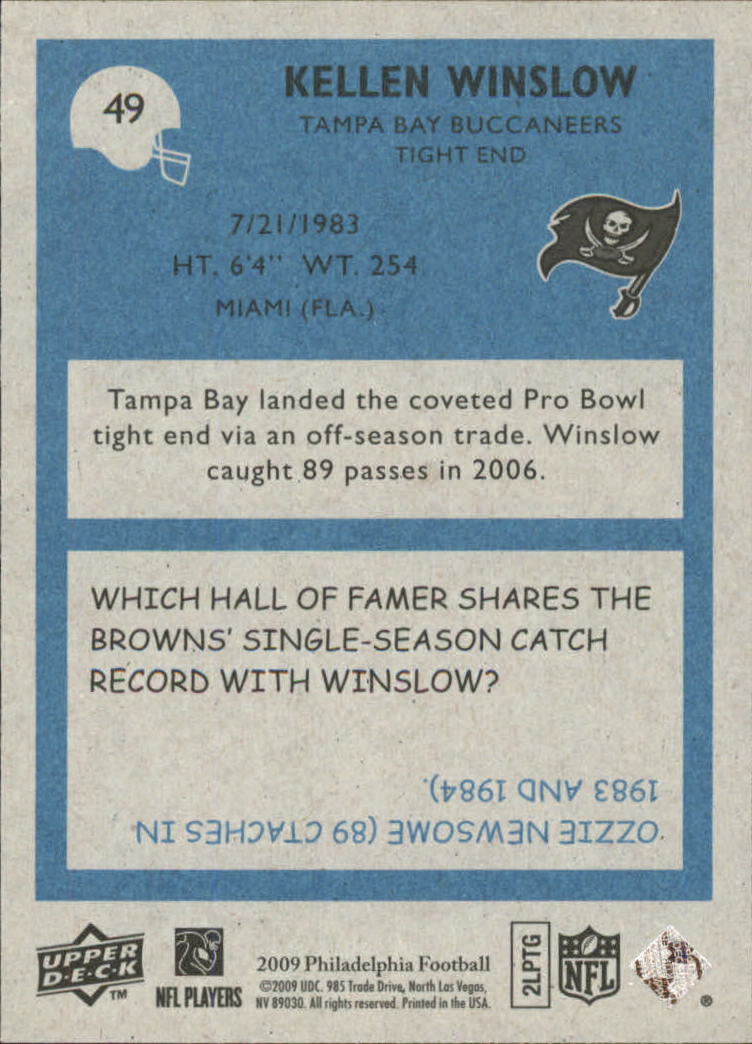 49
KELLEN WINSLOW
TAMPA BAY BUCCANEERS
TIGHT END
7/21/1983
HT. 6'4" WT. 254
MIAMI (FLA.)
Tampa Bay landed the coveted Pro Bowl
tight end via an off-season trade. Winslow
caught 89 passes in 2006.
WHICH HALL OF FAMER SHARES THE
BROWNS' SINGLE-SEASON CATCH
RECORD WITH WINSLOW?
OZZIE NEWSOME (89 CTACHES IN
1983 AND 1984).
UPPER
D·E·C·K
TM
NFL PLAYERS
2009 Philadelphia Football
©2009 UDC. 985 Trade Drive, North Las Vegas,
NV 89030. All rights reserved. Printed in the USA.
2LPTG
NFL
®